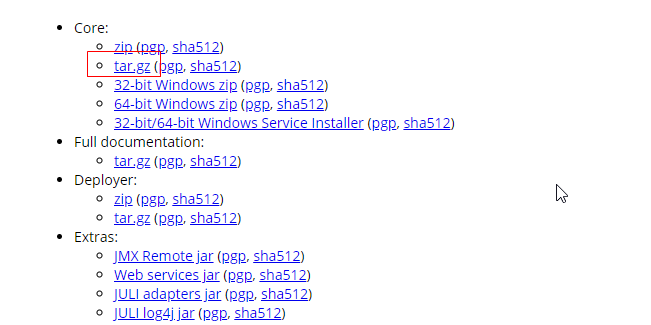 Core:
zip (pgp, sha512)
tar.gz (pgp, sha512)
32-bit Windows zip (pgp, sha512)
64-bit Windows zip (pgp, sha512)
32-bit/64-bit Windows Service Installer (pgp, sha512)
Full documentation:
tar.gz (pgp, sha512)
Deployer:
zip (pgp, sha512)
tar.gz (pgp, sha512)
Extras:
JMX Remote jar (pgp, sha512)
Web services jar (pgp, sha512)
JULI adapters jar (pgp, sha512)
JULI log4j jar (pgp, sha512)